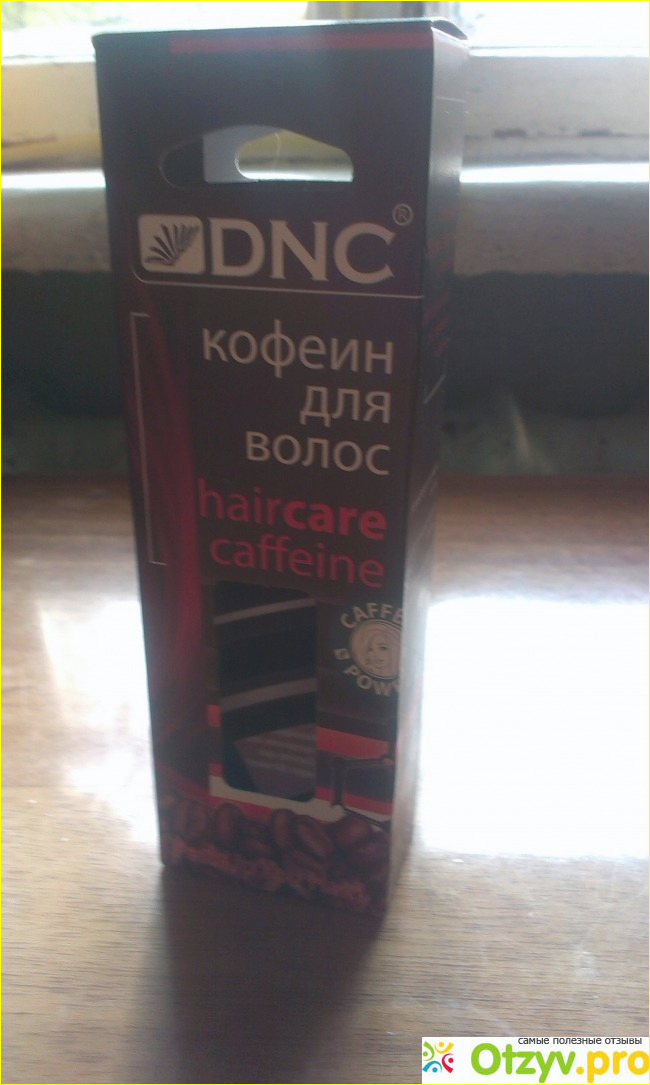 DNC®
кофеин
для
волос
haircare
caffeine
самые полезные отзывы
Otzyv.pro